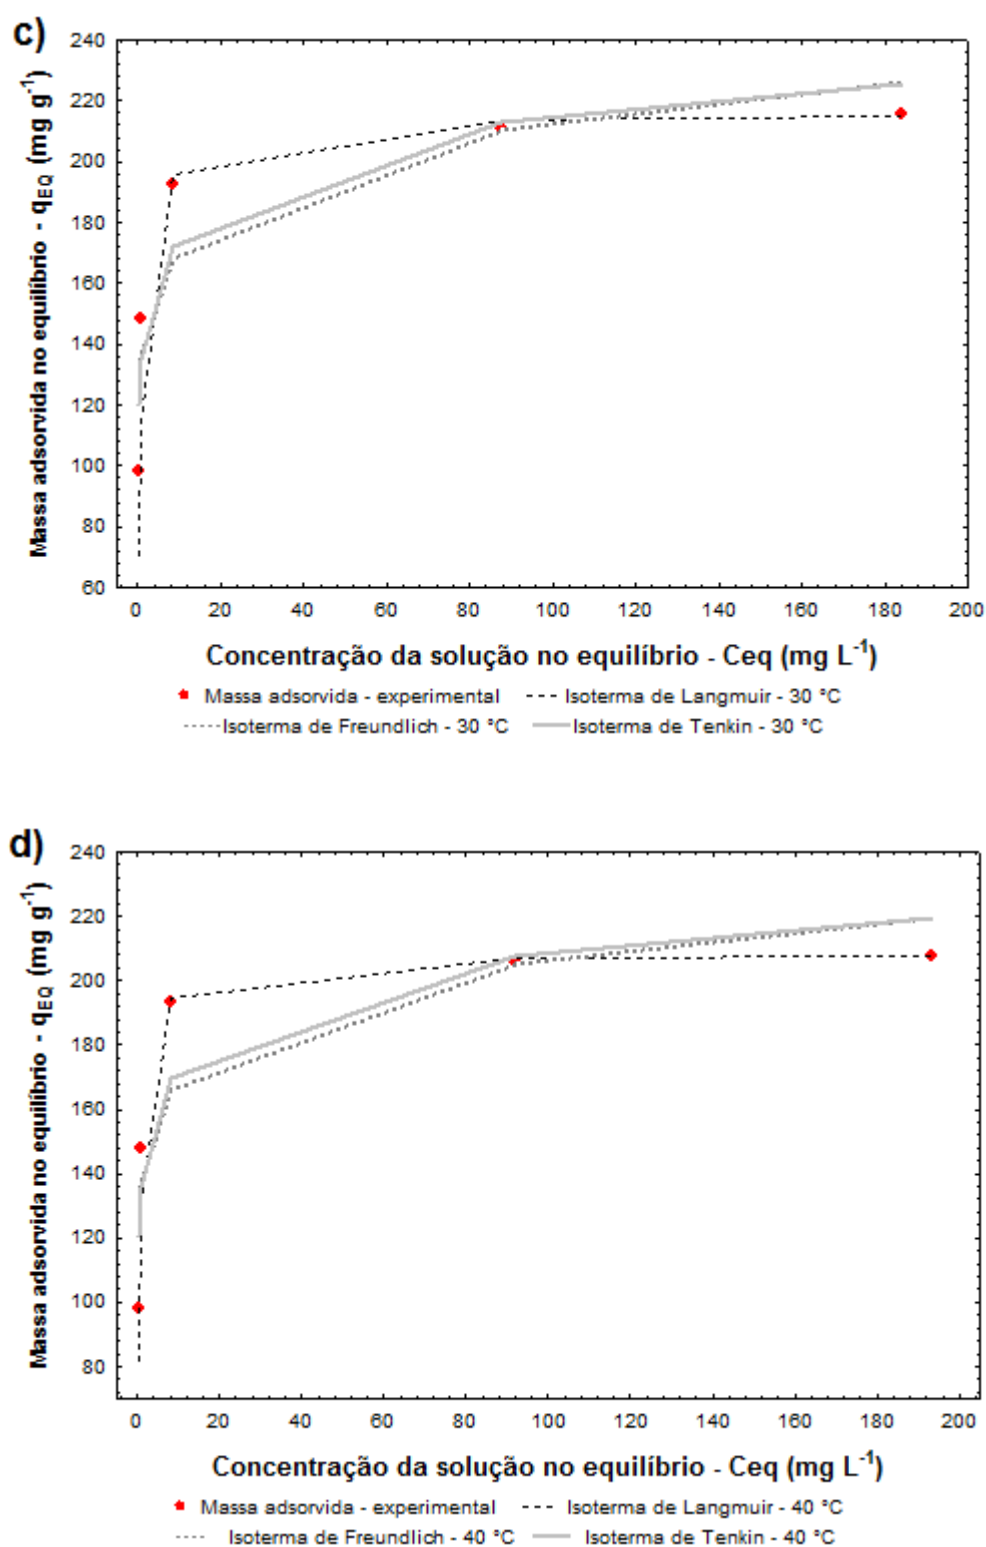 c)
240
220
200
180
160
140
120
100
80
60
Massa adsorvida no equilíbrio - qEQ (mg g-1)
0 20 40 60 80 100 120 140 160 180 200
Concentração da solução no equilíbrio - Ceq (mg L-1)
Massa adsorvida - experimental Isoterma de Langmuir - 30 °C
Isoterma de Freundlich - 30 °C Isoterma de Tenkin - 30 °C
d)
240
220
200
180
160
140
120
100
80
Massa adsorvida no equilíbrio - qEQ (mg g-1)
0 20 40 60 80 100 120 140 160 180 200
Concentração da solução no equilíbrio - Ceq (mg L-1)
Massa adsorvida - experimental Isoterma de Langmuir - 40 °C
Isoterma de Freundlich - 40 °C Isoterma de Tenkin - 40 °C